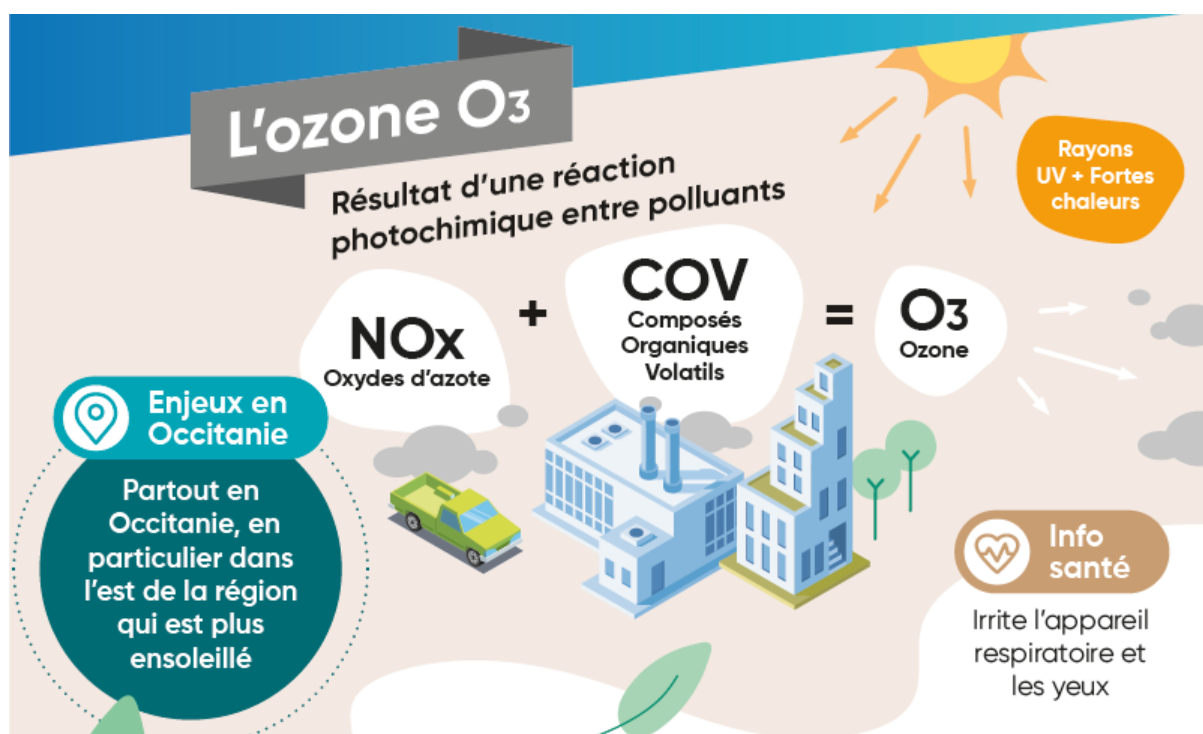 L'ozone O3
Résultat d'une réaction
photochimique entre polluants
Rayons
UV + Fortes
chaleurs
NOx
Oxydes d'azote
+
COV
Composés
Organiques
Volatils
=
O3
Ozone
Enjeux en
Occitanie
Partout en
Occitanie, en
particulier dans
l'est de la région
qui est plus
ensoleillé
Info
santé
Irrite l'appareil
respiratoire et
les yeux